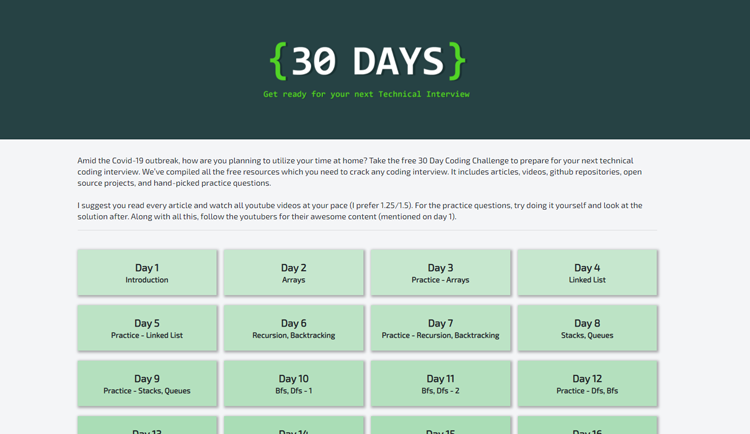 {30 DAYS}
Get ready for your next Technical Interview
Amid the Covid-19 outbreak, how are you planning to utilize your time at home? Take the free 30 Day Coding Challenge to prepare for your next technical
coding interview. We've compiled all the free resources which you need to crack any coding interview. It includes articles, videos, github repositories, open
source projects, and hand-picked practice questions.
I suggest you read every article and watch all youtube videos at your pace (I prefer 1.25/1.5). For the practice questions, try doing it yourself and look at the
solution after. Along with all this, follow the youtubers for their awesome content (mentioned on day 1).
Day 1
Introduction
Day 2
Arrays
Day 3
Practice - Arrays
Day 4
Linked List
Day 5
Practice - Linked List
Day 6
Recursion, Backtracking
Day 7
Practice - Recursion, Backtracking
Day 8
Stacks, Queues
Day 9
Practice - Stacks, Queues
Day 10
Bfs, Dfs - 1
Day 11
Bfs, Dfs - 2
Day 12
Practice - Dfs, Bfs
Day 13
Day 14
Day 15
Day 16